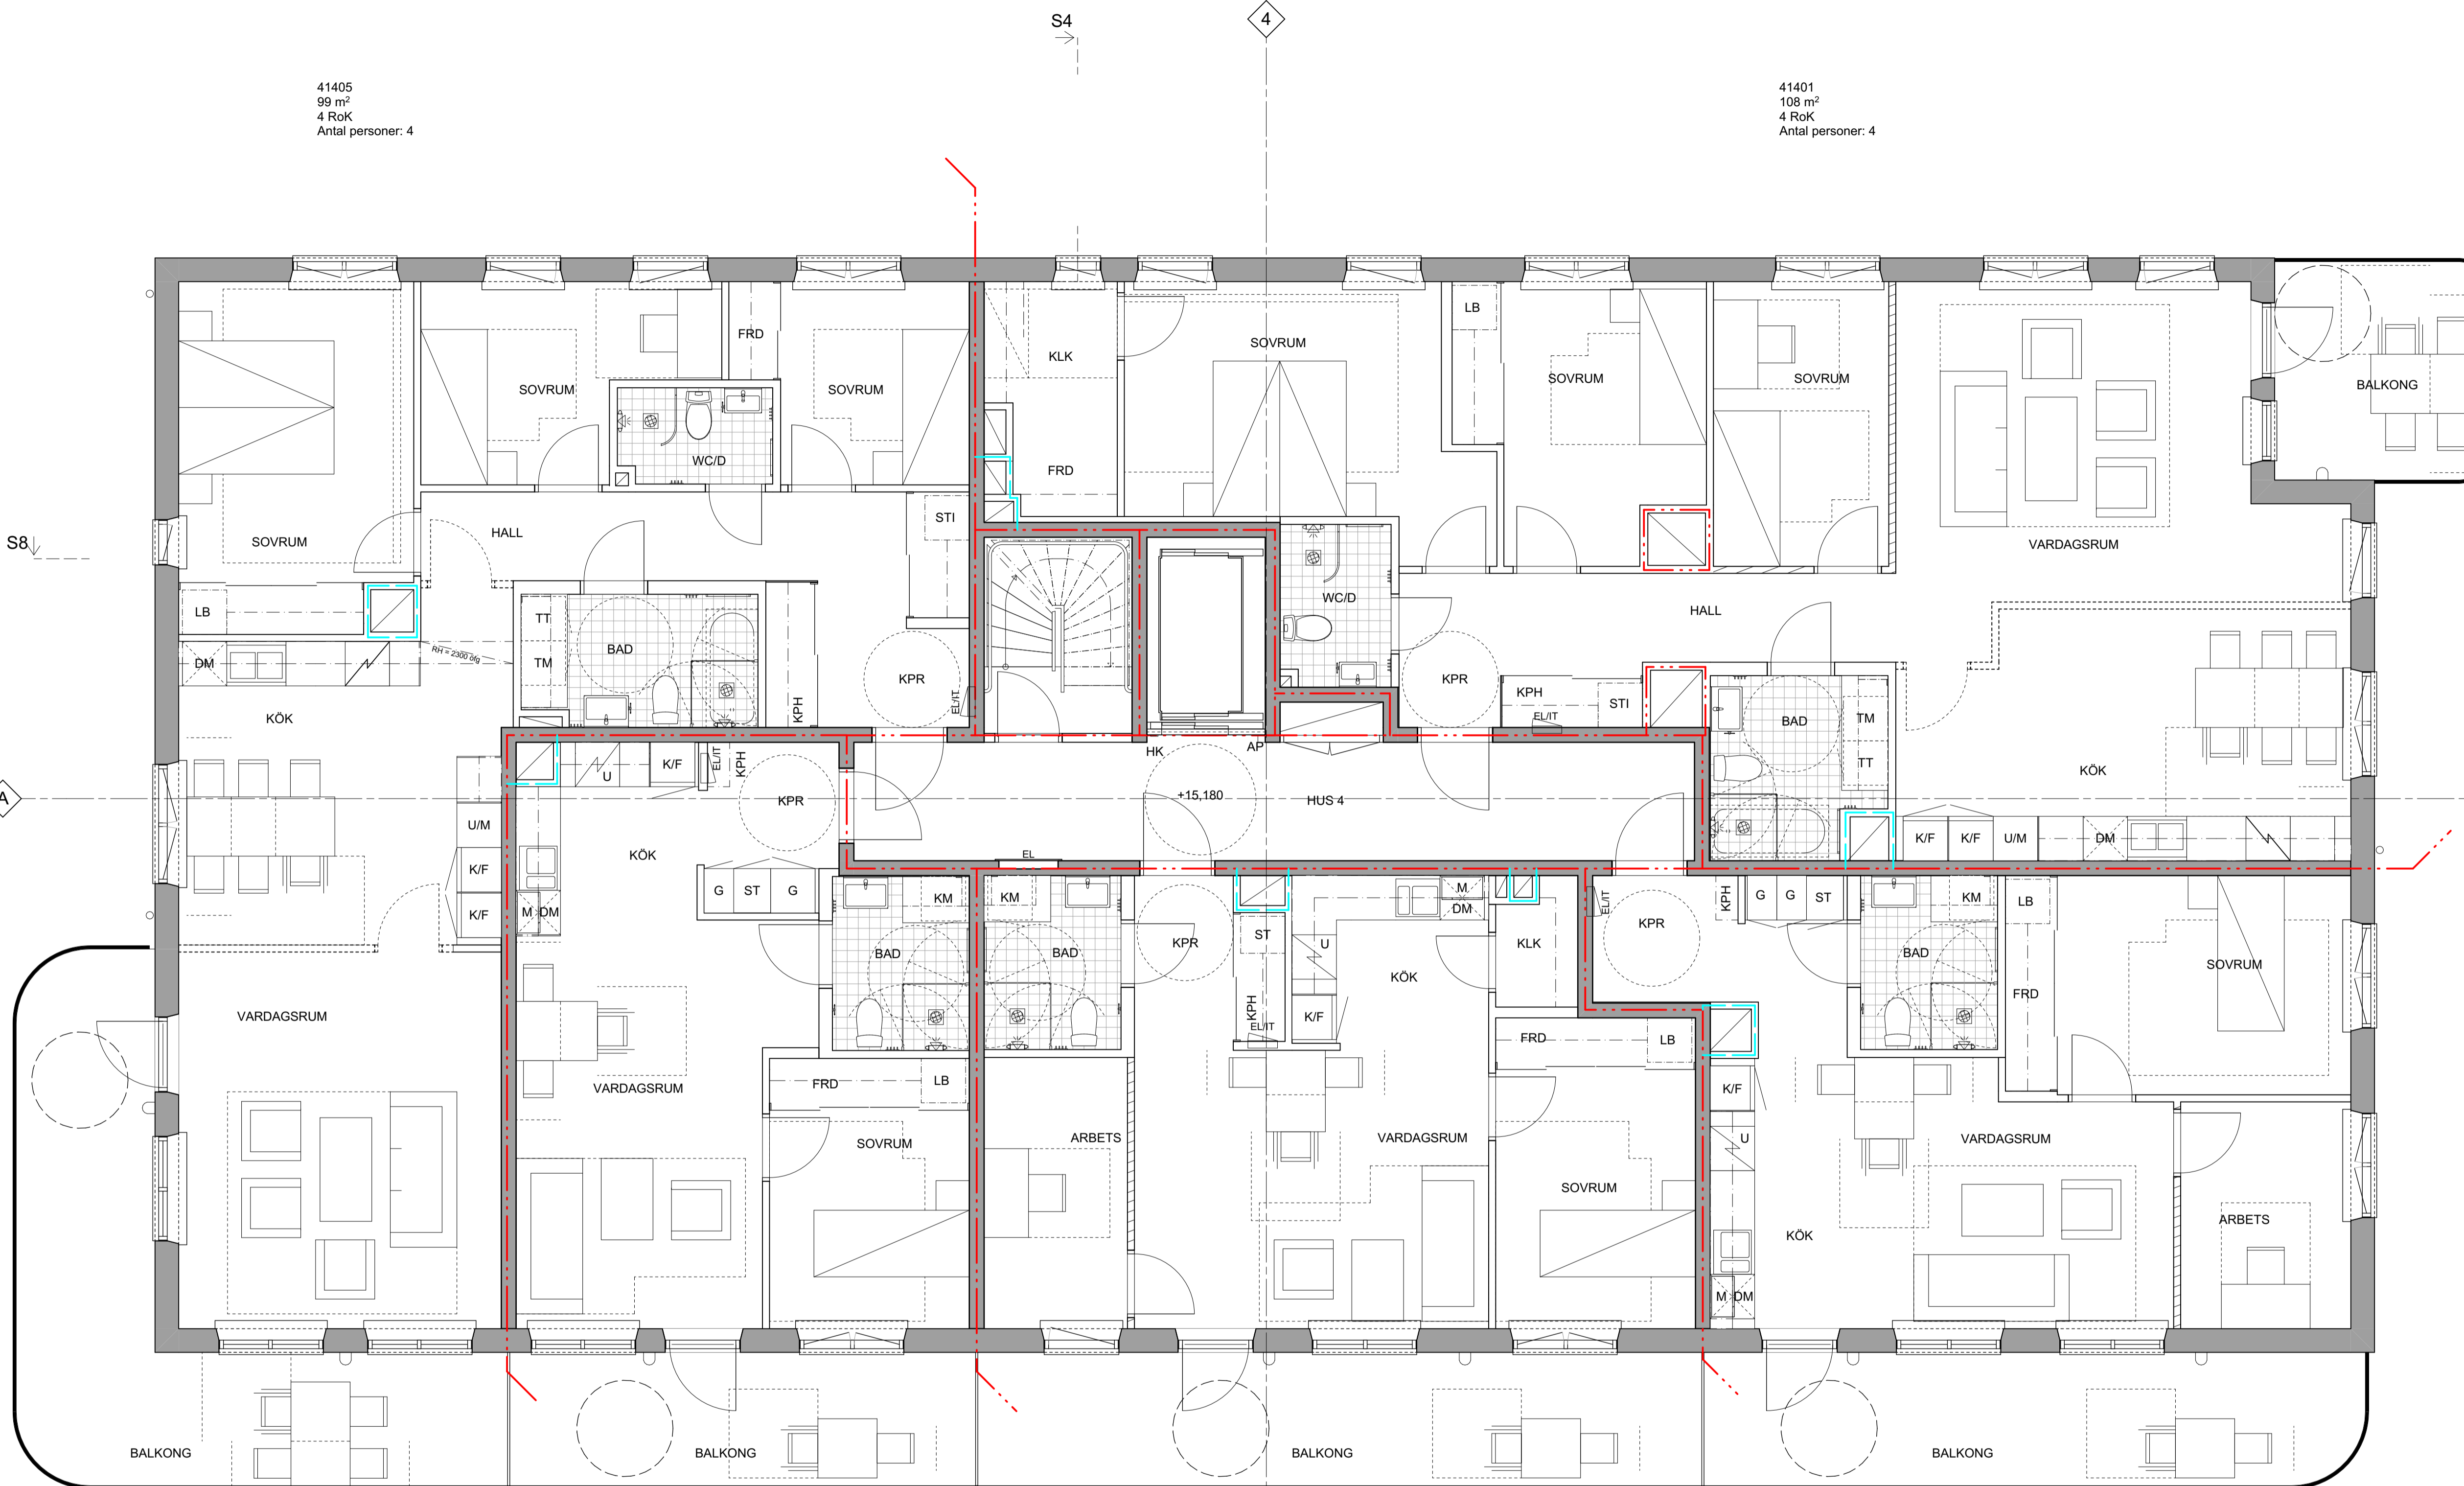 S4
4
41405
99 m²
4 RoK
Antal personer: 4
41401
108 m²
4 RoK
Antal personer: 4
FRD
KLK
SOVRUM
LB
SOVRUM
SOVRUM
SOVRUM
SOVRUM
BALKONG
WC/D
FRD
STI
HALL
S8
SOVRUM
VARDAGSRUM
LB
TT
WC/D
HALL
BAD
DM
RH = 2300 öfg
TM
KPR
KPR
KPH
STI
EL/IT
KPH
EL/IT
KÖK
BAD
TM
HK
AP
TT
KÖK
U
K/F
EL/IT
KPH
A
KPR
+15,180
HUS 4
U/M
K/F
K/F
U/M
DM
KÖK
EL
K/F
G
ST
G
KM
KM
M
DM
EL/IT
KPH
G
G
ST
KM
LB
K/F
M
DM
KPR
ST
U
KLK
KPR
BAD
BAD
KÖK
BAD
SOVRUM
FRD
VARDAGSRUM
KPH
K/F
EL/IT
FRD
LB
VARDAGSRUM
FRD
LB
K/F
SOVRUM
ARBETS
VARDAGSRUM
U
VARDAGSRUM
SOVRUM
ARBETS
KÖK
M
DM
BALKONG
BALKONG
BALKONG
BALKONG